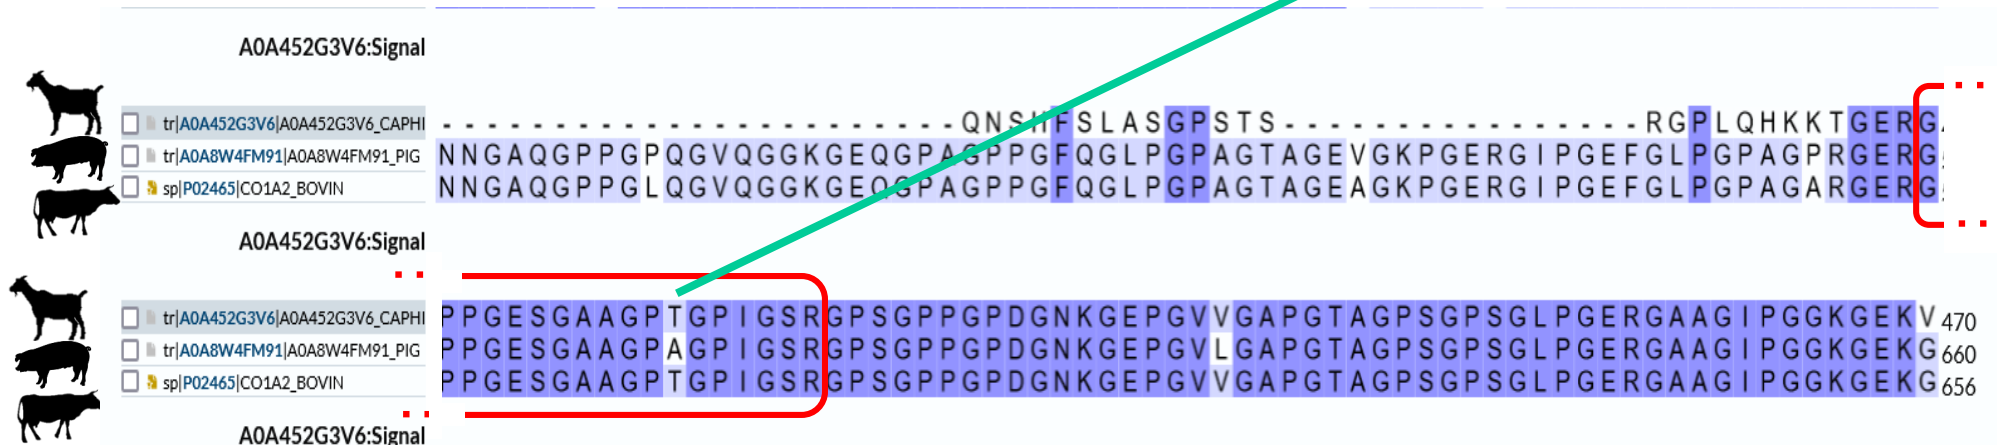 A0A452G3V6:Signal
tr|A0A452G3V6|A0A452G3V6_CAPHI -----------------------QNSHFSLASGPSTS----------------RGPLQHKKTGERG
tr|A0A8W4FM91|A0A8W4FM91_PIG NNGAQGPPGPQGVQGGKGEQGPAGPPGFQGLPGPAGTAGEVGKPGERGIPGEFGLPGPAGPRGERG
sp|P02465|CO1A2_BOVIN NNGAQGPPGLQGVQGGKGEQGPAGPPGFQGLPGPAGTAGEAGKPGERGIPGEFGLPGPAGARGERG
A0A452G3V6:Signal
tr|A0A452G3V6|A0A452G3V6_CAPHI PPGESGAAGPTGPIGSRGPSGPPGPDGNKGEPGVVGAPGTAGPSGPSGLPGERGAAGIPGGKGEKV 470
tr|A0A8W4FM91|A0A8W4FM91_PIG PPGESGAAGPAGPIGSRGPSGPPGPDGNKGEPGVLGAPGTAGPSGPSGLPGERGAAGIPGGKGEKG 660
sp|P02465|CO1A2_BOVIN PPGESGAAGPTGPIGSRGPSGPPGPDGNKGEPGVVGAPGTAGPSGPSGLPGERGAAGIPGGKGEKG 656
A0A452G3V6:Signal